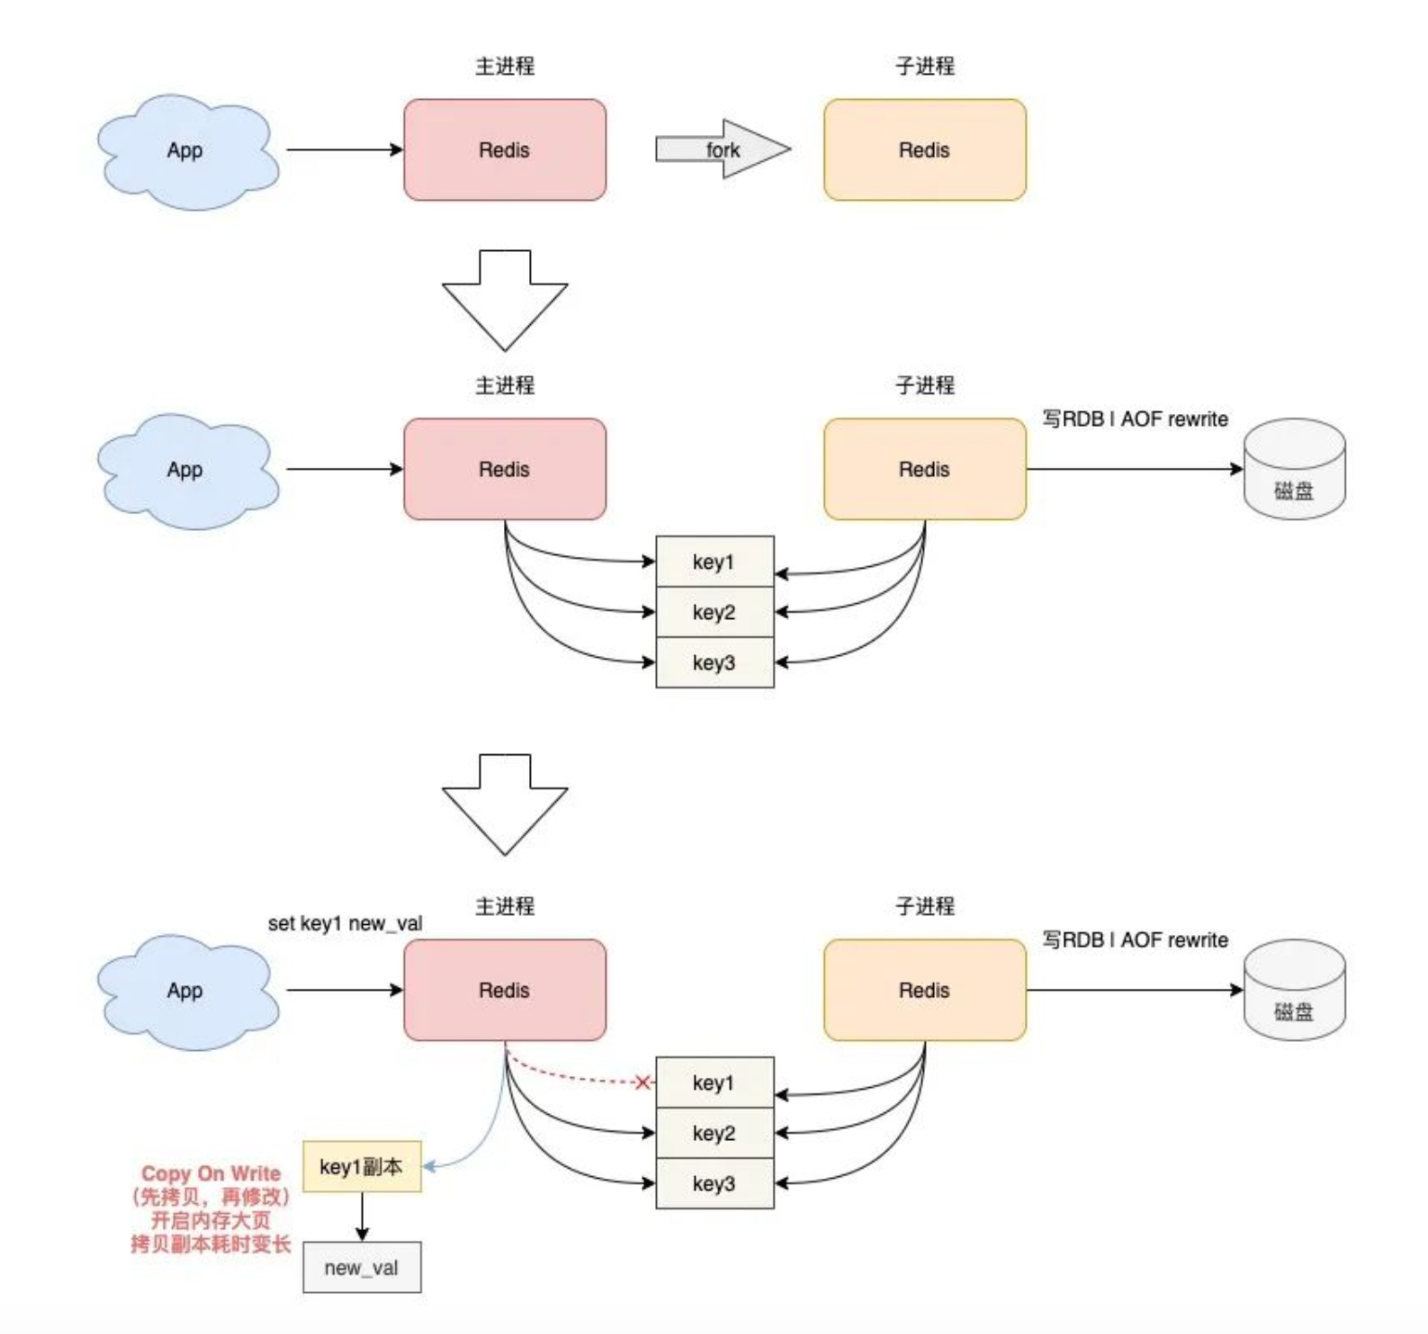 主进程
子进程
App
Redis
fork
Redis
主进程
子进程
写RDB | AOF rewrite
App
Redis
Redis
磁盘
key1
key2
key3
主进程
子进程
set key1 new_val
写RDB | AOF rewrite
App
Redis
Redis
磁盘
key1
key2
key3
key1副本
Copy On Write
(先拷贝，再修改)
开启内存大页
拷贝副本耗时变长
new_val